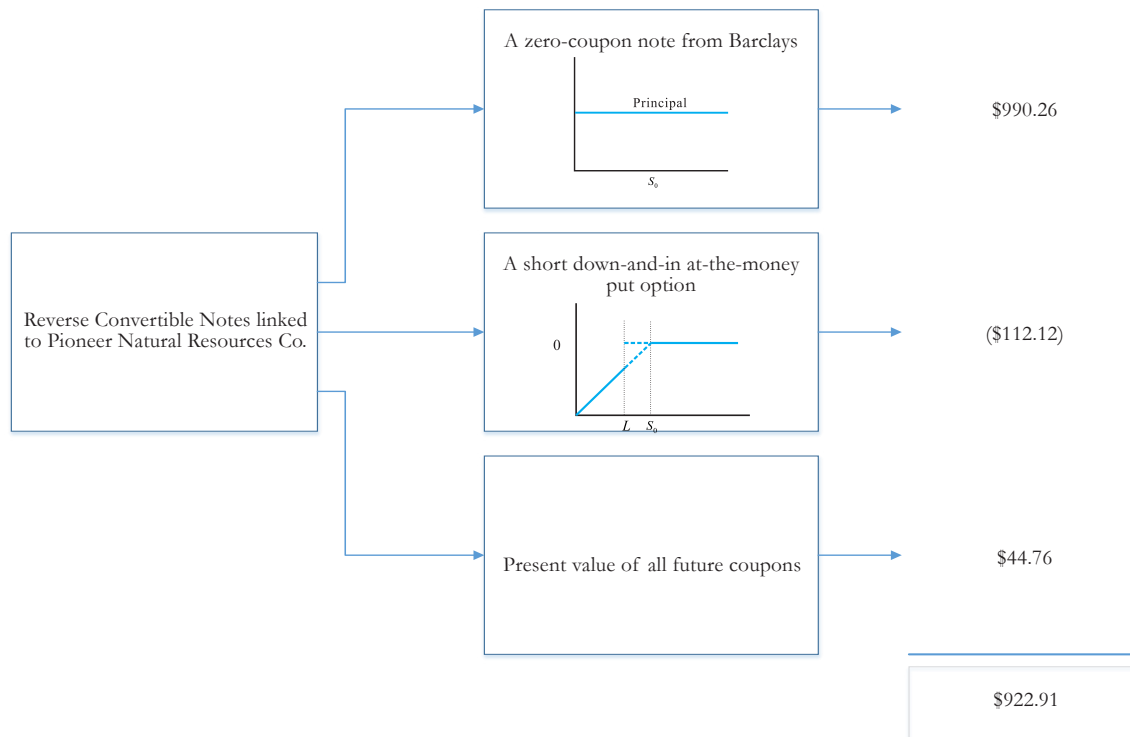 A zero-coupon note from Barclays
Principal
S₀
$990.26
Reverse Convertible Notes linked
to Pioneer Natural Resources Co.
A short down-and-in at-the-money
put option
0
L S₀
($112.12)
Present value of all future coupons
$44.76
$922.91